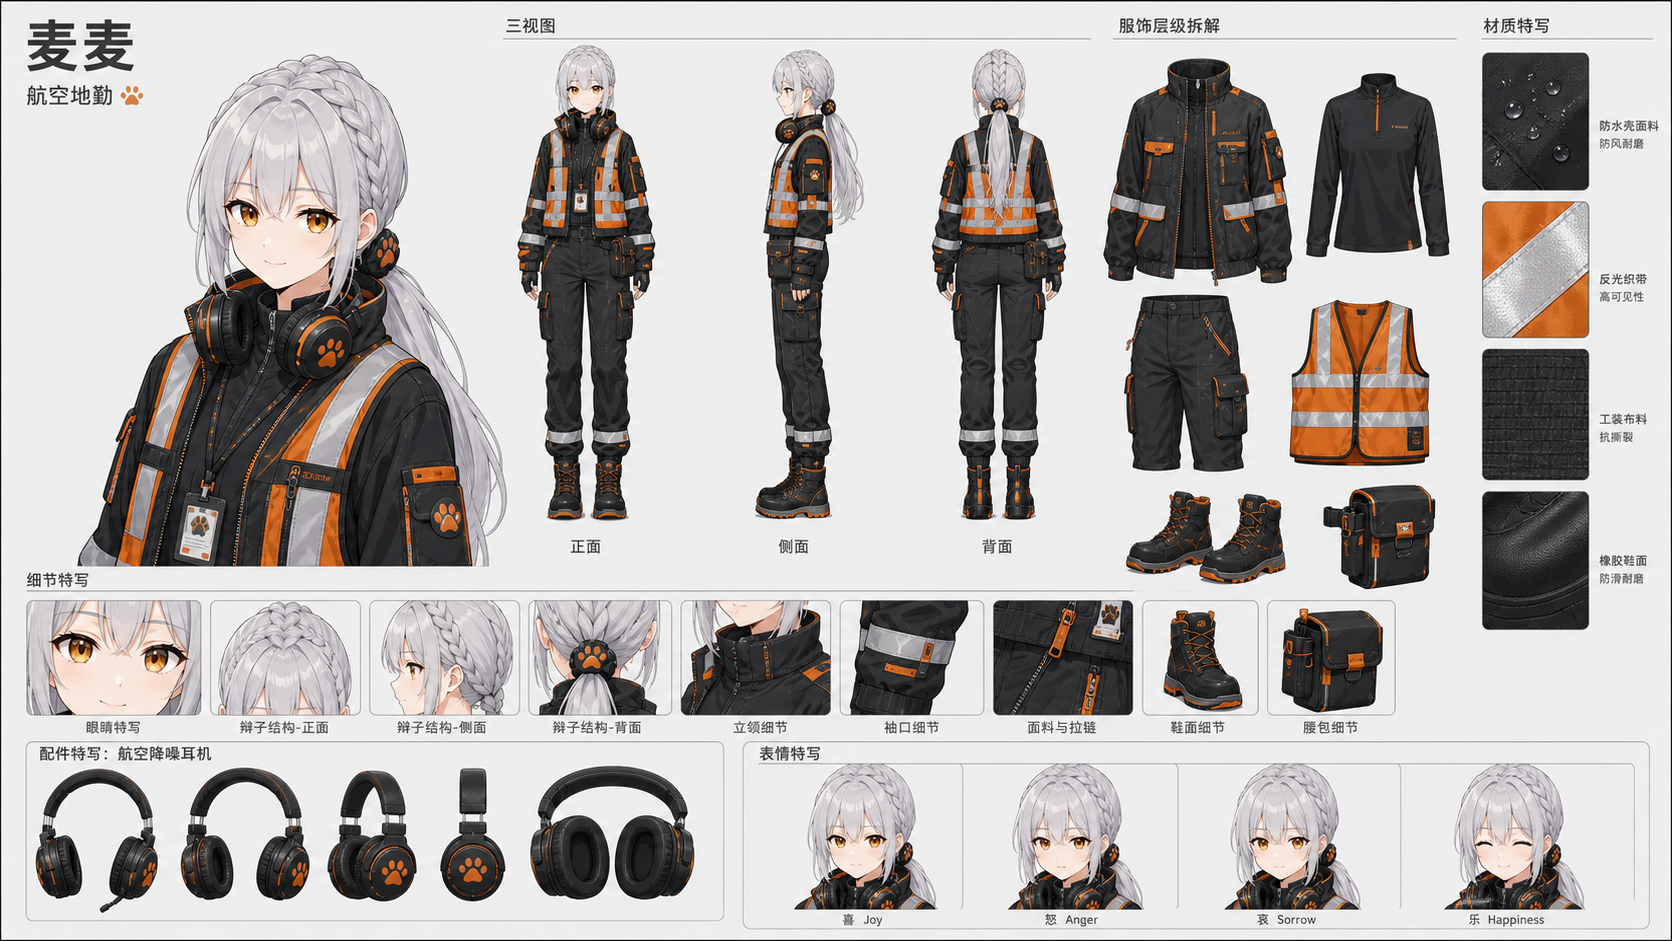 麦麦
航空地勤
三视图
正面
侧面
背面
服饰层级拆解
材质特写
防水壳面料
防风耐磨
反光织带
高可见性
工装布料
抗撕裂
橡胶鞋面
防滑耐磨
细节特写
眼睛特写
辫子结构-正面
辫子结构-侧面
辫子结构-背面
立领细节
袖口细节
面料与拉链
鞋面细节
腰包细节
配件特写：航空降噪耳机
表情特写
喜 Joy
怒 Anger
哀 Sorrow
乐 Happiness